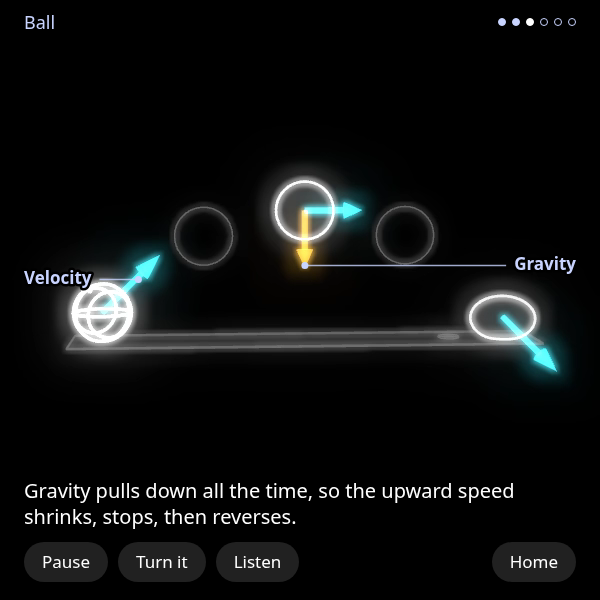 Ball
Velocity
Gravity
Gravity pulls down all the time, so the upward speed
shrinks, stops, then reverses.
Pause
Turn it
Listen
Home